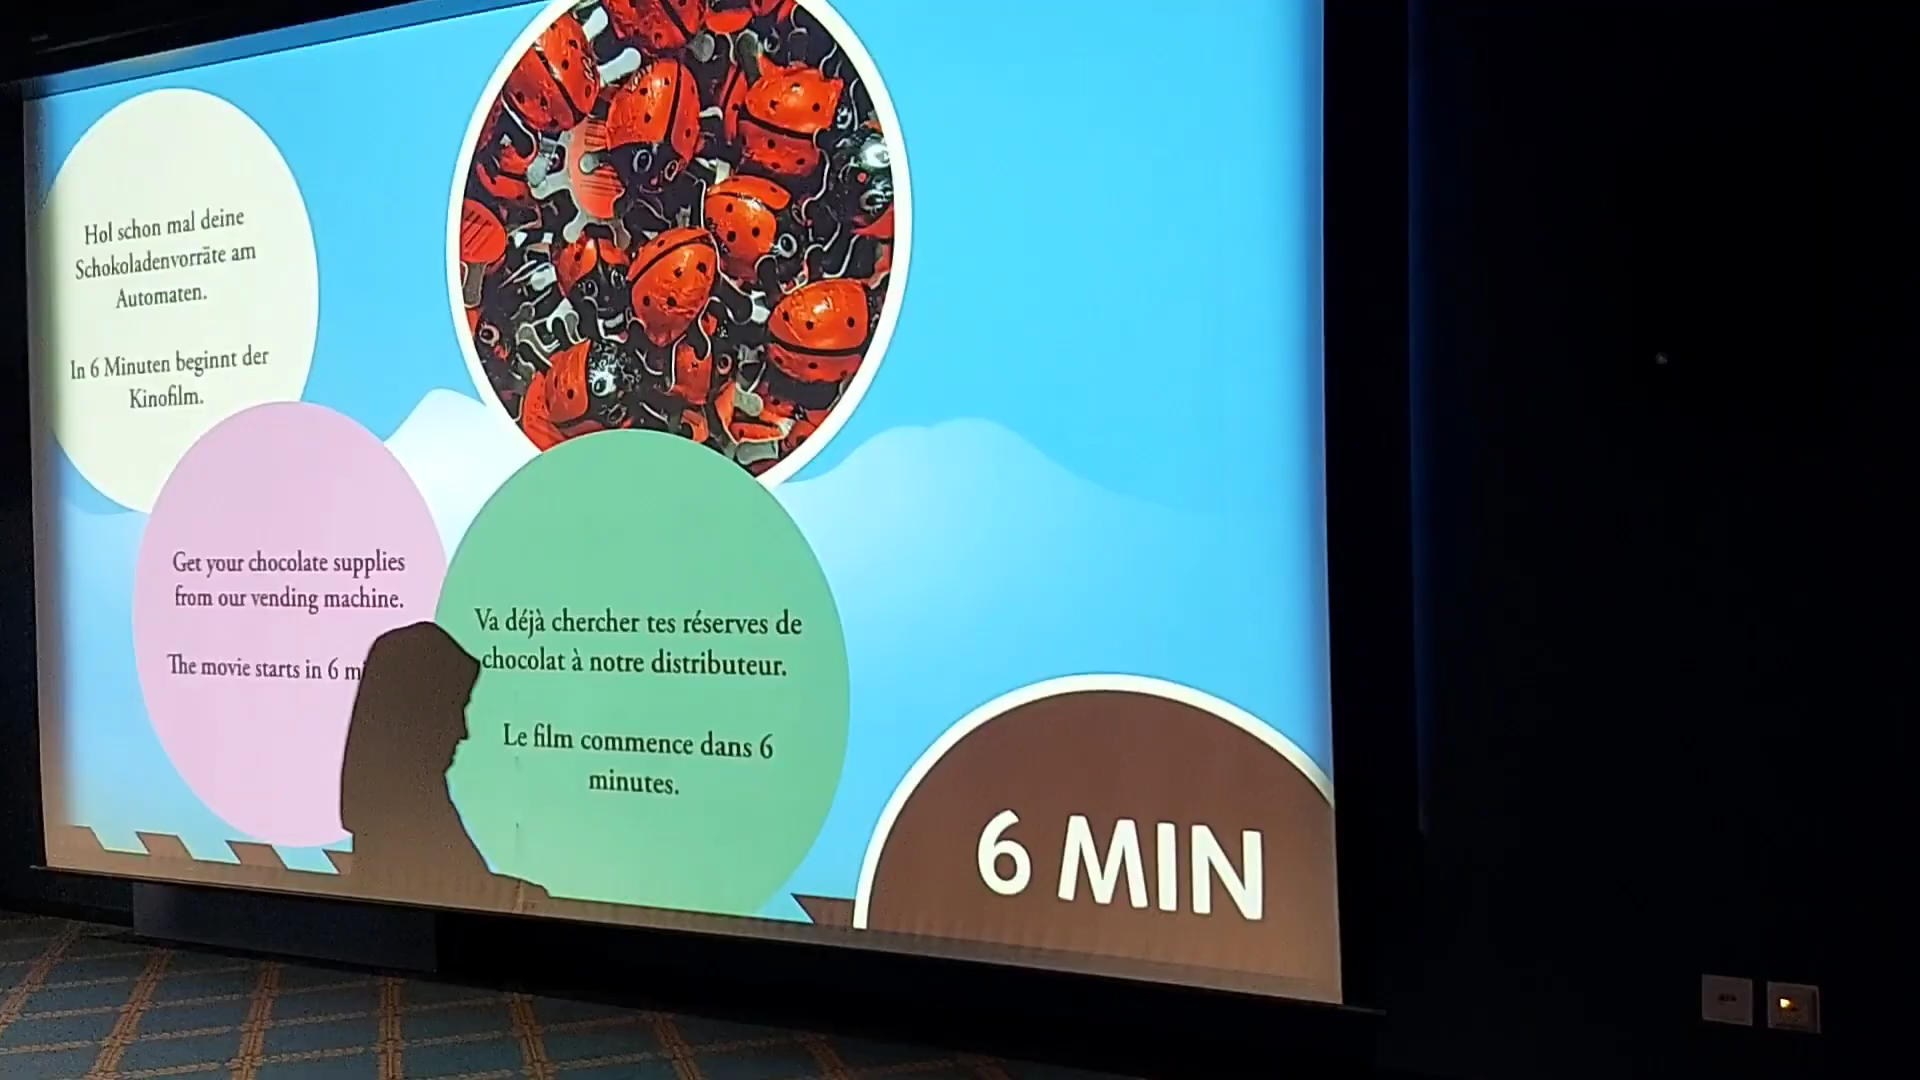 Hol schon mal deine
Schokoladenvorräte am
Automaten.
In 6 Minuten beginnt der
Kinofilm.
Get your chocolate supplies
from our vending machine.
The movie starts in 6
Va déjà chercher tes réserves de
chocolat à notre distributeur.
Le film commence dans 6
minutes.
6 MIN